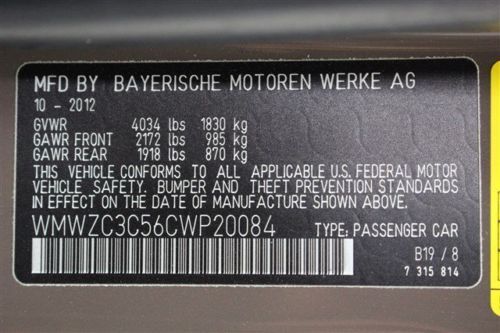 MFD BY BAYERISCHE MOTOREN WERKE AG
10 - 2012
GVWR 4034 lbs 1830 kg
GAWR FRONT 2172 lbs 985 kg
GAWR REAR 1918 lbs 870 kg
THIS VEHICLE CONFORMS TO ALL APPLICABLE U.S. FEDERAL MOTOR
VEHICLE SAFETY. BUMPER AND THEFT PREVENTION STANDARDS
IN EFFECT ON THE DATE OF MANUFACTURE SHOWN ABOVE.
WMWZC3C56CWP20084 TYPE: PASSENGER CAR
B19 / 8
7 315 814